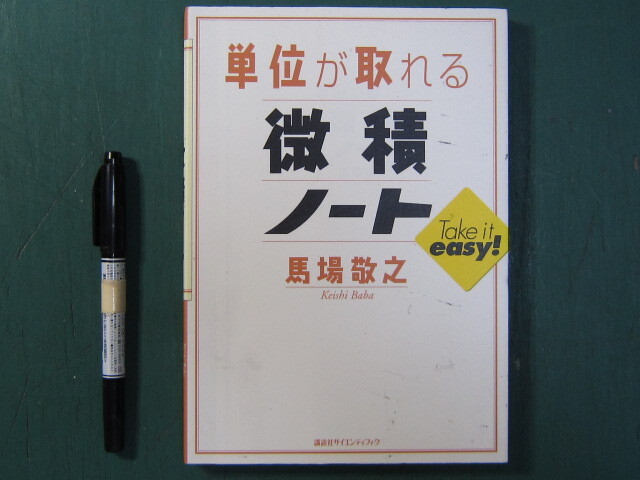 単位が取れる
微積
ノート
Take it
easy!
馬場敬之
Keishi Baba
講談社サイエンティフィク